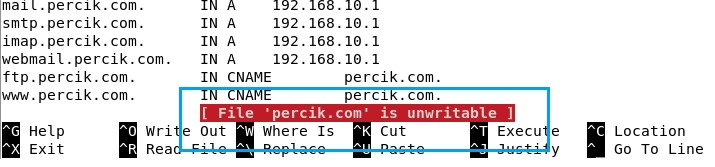 mail.percik.com. IN A 192.168.10.1
smtp.percik.com. IN A 192.168.10.1
imap.percik.com. IN A 192.168.10.1
webmail.percik.com. IN A 192.168.10.1
ftp.percik.com. IN CNAME percik.com.
www.percik.com. IN CNAME percik.com.
[ File 'percik.com' is unwritable ]
^G Help ^O Write Out ^W Where Is ^K Cut ^T Execute ^C Location
^X Exit ^R Read File ^\ Replace ^U Paste ^J Justify ^ Go To Line